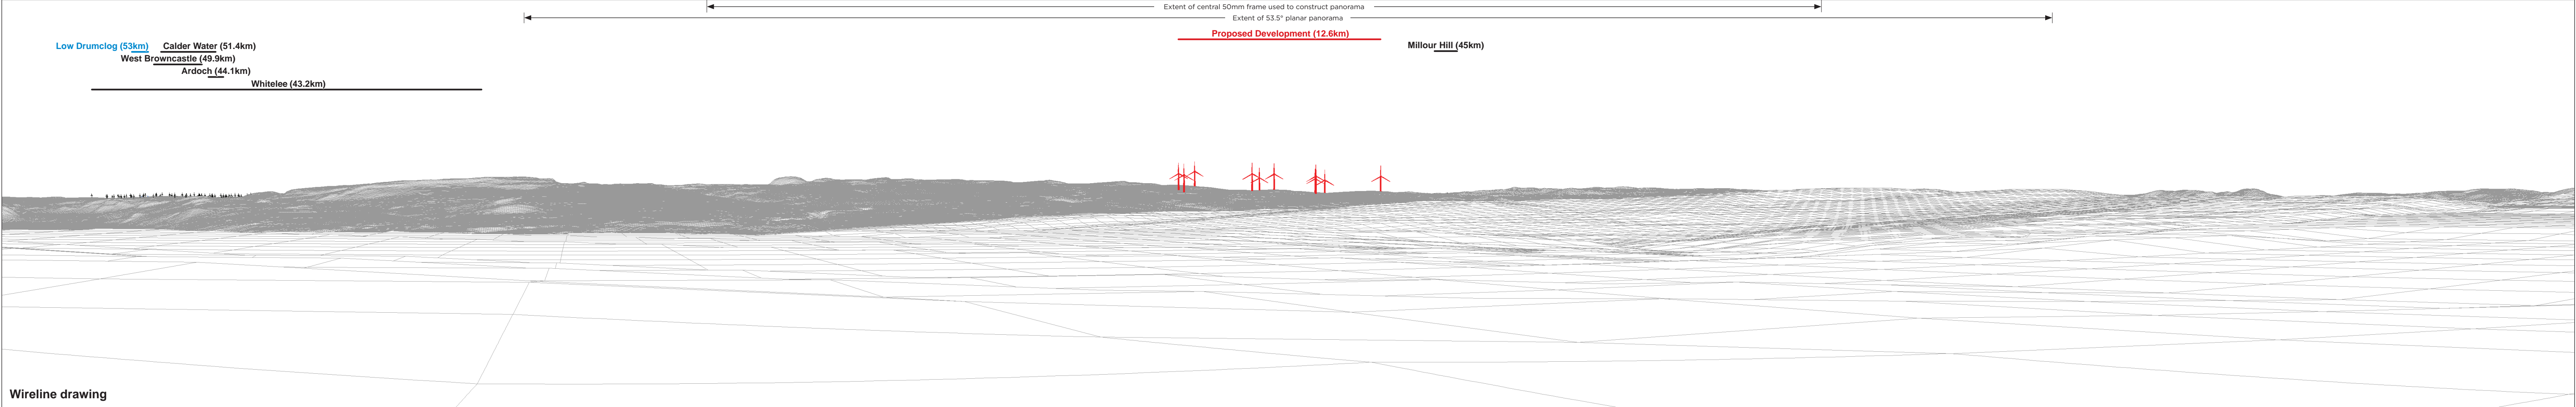 Extent of central 50mm frame used to construct panorama
Extent of 53.5° planar panorama
Proposed Development (12.6km)
Low Drumclog (53km) Calder Water (51.4km) Millour Hill (45km)
West Browncastle (49.9km)
Ardoch (44.1km)
Whitelee (43.2km)
Wireline drawing